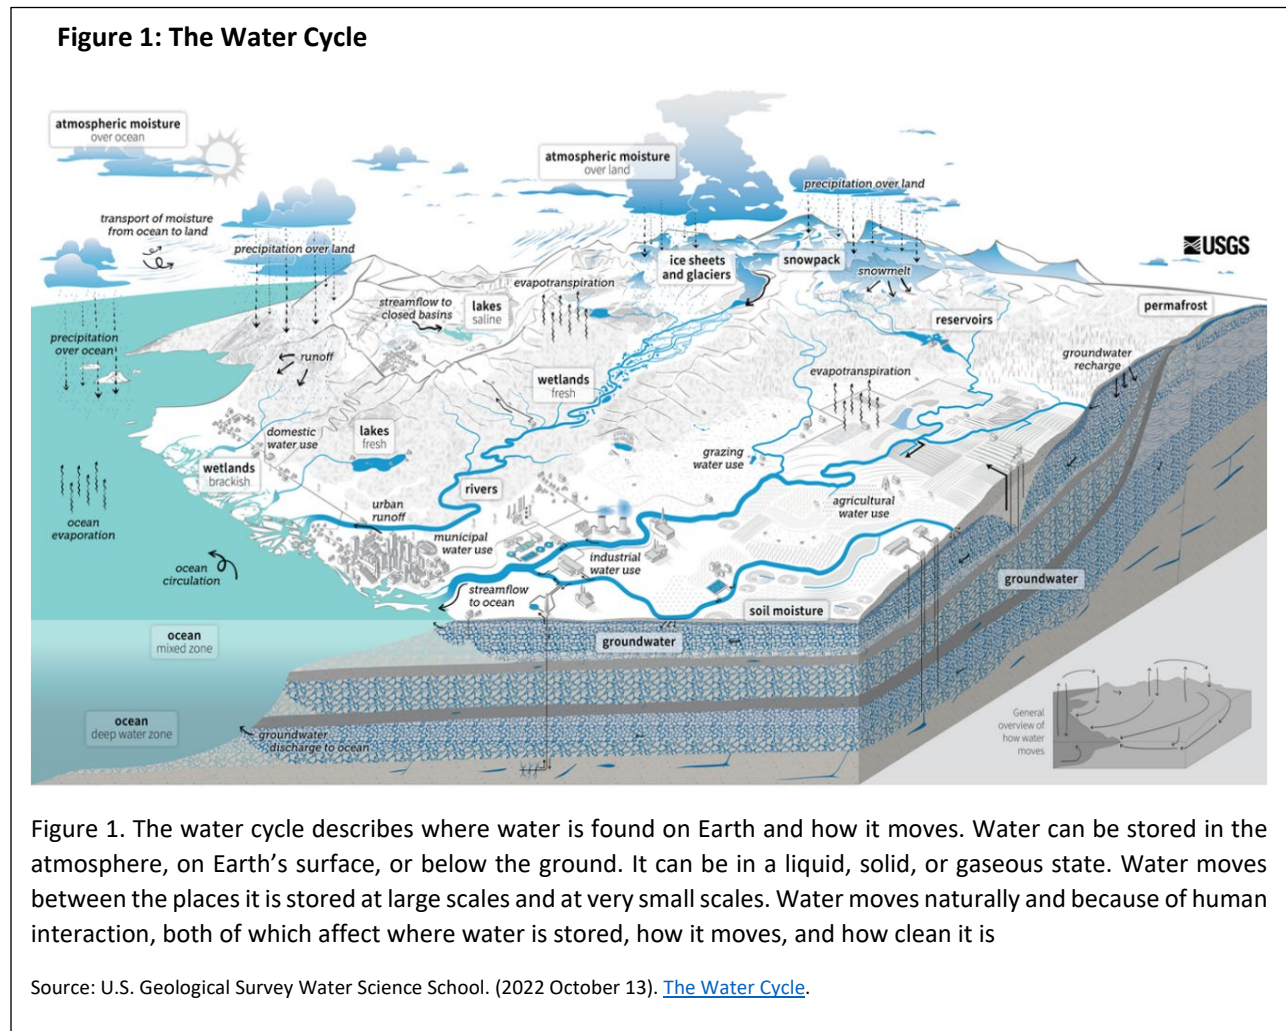 Figure 1: The Water Cycle
atmospheric moisture
over ocean
atmospheric moisture
over land
precipitation over land
transport of moisture
from ocean to land
precipitation over land
USGS
ice sheets
and glaciers
snowpack
snowmelt
evapotranspiration
streamflow to
closed basins
lakes
saline
permafrost
reservoirs
precipitation
over ocean
runoff
groundwater
recharge
wetlands
fresh
evapotranspiration
domestic
water use
lakes
fresh
grazing
water use
wetlands
brackish
rivers
agricultural
water use
urban
runoff
ocean
evaporation
municipal
water use
industrial
water use
ocean
circulation
streamflow
to ocean
groundwater
soil moisture
ocean
mixed zone
groundwater
ocean
deep water zone
groundwater
discharge to ocean
General
overview of
how water
moves
Figure 1. The water cycle describes where water is found on Earth and how it moves. Water can be stored in the
atmosphere, on Earth’s surface, or below the ground. It can be in a liquid, solid, or gaseous state. Water moves
between the places it is stored at large scales and at very small scales. Water moves naturally and because of human
interaction, both of which affect where water is stored, how it moves, and how clean it is
Source: U.S. Geological Survey Water Science School. (2022 October 13). The Water Cycle.